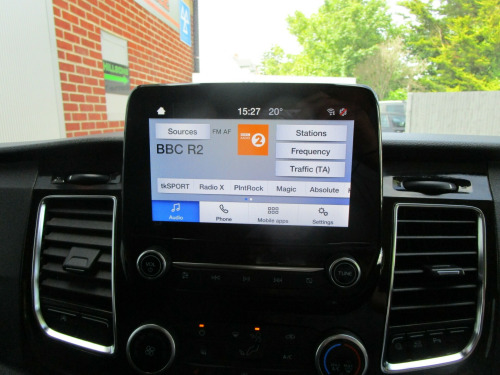 15:27 20°
Sources FM AF
BBC R2
2
Stations
Frequency
Traffic (TA)
tkSPORT Radio X PlntRock Magic Absolute
Audio Phone Mobile apps Settings
TUNE